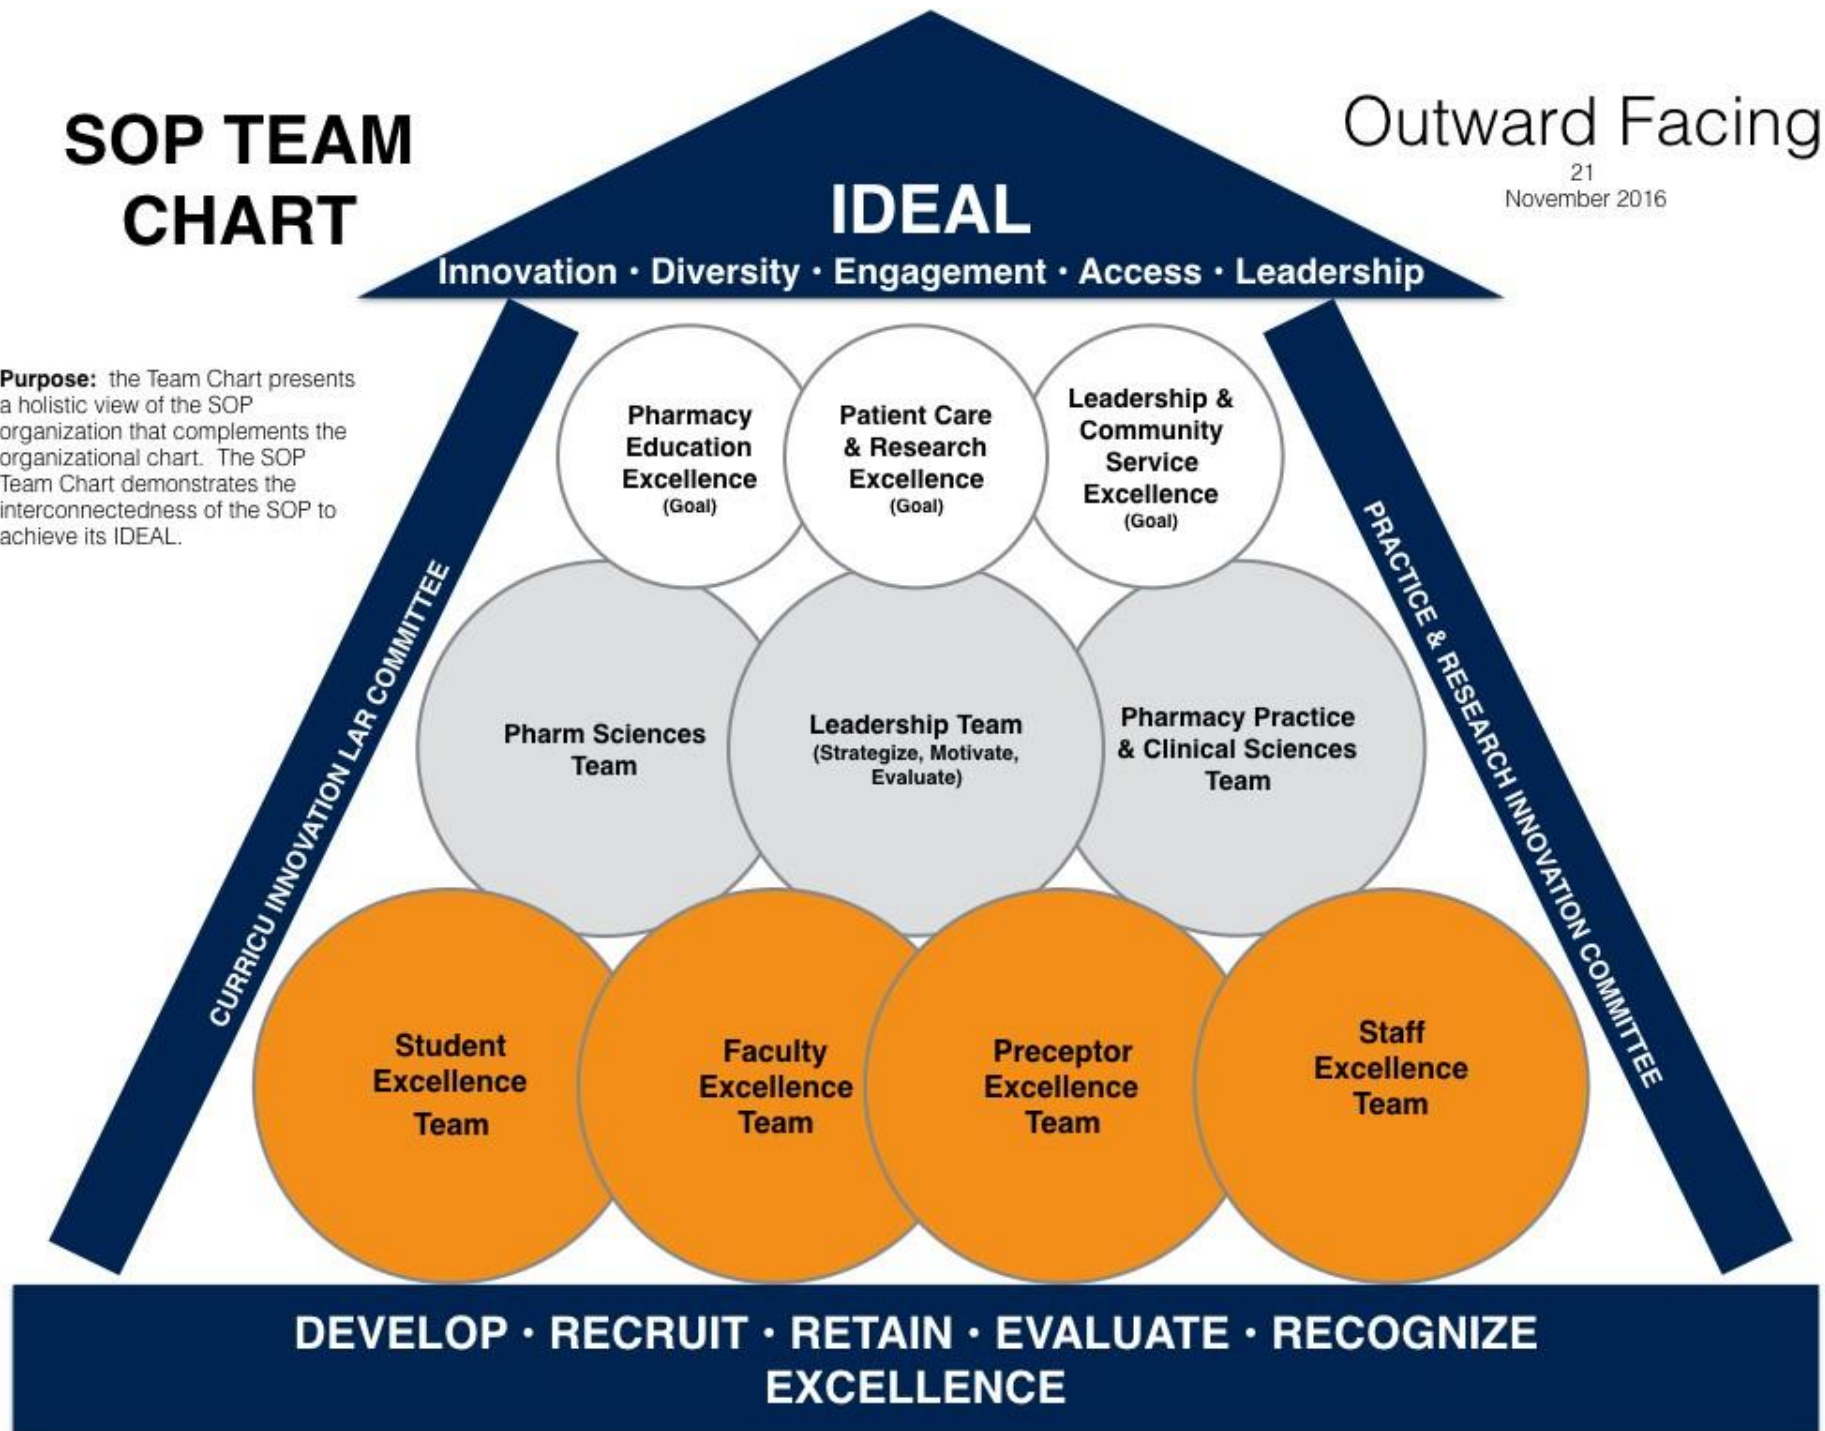 SOP TEAM
CHART
Outward Facing
21
November 2016
IDEAL
Innovation · Diversity · Engagement · Access · Leadership
Purpose: the Team Chart presents
a holistic view of the SOP
organization that complements the
organizational chart. The SOP
Team Chart demonstrates the
interconnectedness of the SOP to
achieve its IDEAL.
CURRICU INNOVATION LAR COMMITTEE
Pharmacy
Education
Excellence
(Goal)
Patient Care
& Research
Excellence
(Goal)
Leadership &
Community
Service
Excellence
(Goal)
PRACTICE & RESEARCH INNOVATION COMMITTEE
Pharm Sciences
Team
Leadership Team
(Strategize, Motivate,
Evaluate)
Pharmacy Practice
& Clinical Sciences
Team
Student
Excellence
Team
Faculty
Excellence
Team
Preceptor
Excellence
Team
Staff
Excellence
Team
DEVELOP · RECRUIT · RETAIN · EVALUATE · RECOGNIZE
EXCELLENCE